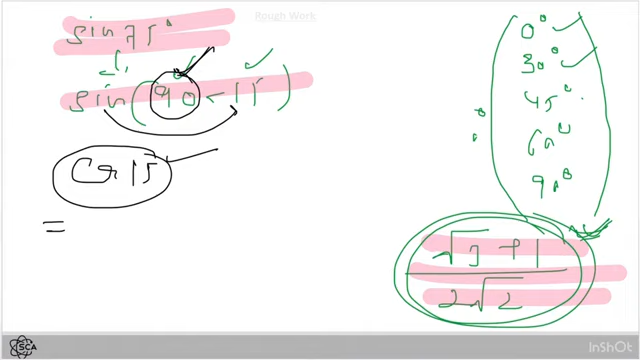 Rough Work
sin 75°
sin(90 - 15)
Cos 15
=
0°
30°
45°
60°
90°
√3 + 1
2√2
SCA
InShOt